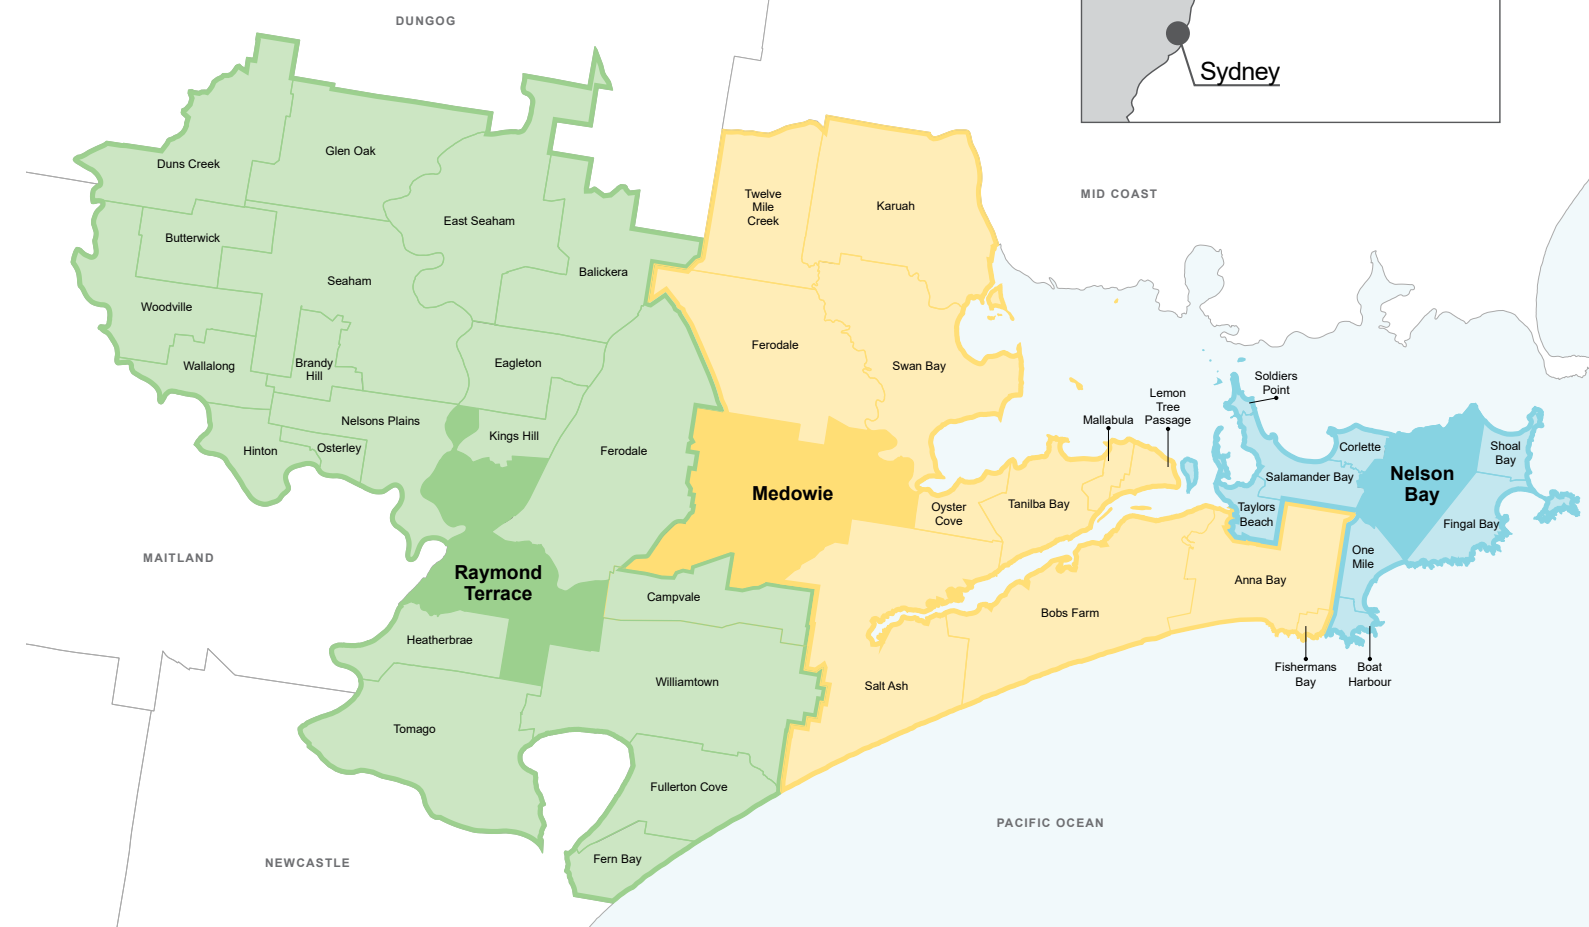 DUNGOG
Sydney
Duns Creek
Glen Oak
MID COAST
Twelve
Mile
Creek
Karuah
East Seaham
Butterwick
Balickera
Seaham
Woodville
Ferodale
Swan Bay
Wallalong
Brandy
Hill
Eagleton
Soldiers
Point
Lemon
Tree
Passage
Mallabula
Nelsons Plains
Kings Hill
Hinton
Osterley
Ferodale
Corlette
Shoal
Bay
Salamander Bay
Nelson
Bay
Medowie
Oyster
Cove
Tanilba Bay
Taylors
Beach
Fingal Bay
MAITLAND
One
Mile
Raymond
Terrace
Anna Bay
Campvale
Bobs Farm
Heatherbrae
Williamtown
Salt Ash
Fishermans
Bay
Boat
Harbour
Tomago
Fullerton Cove
PACIFIC OCEAN
NEWCASTLE
Fern Bay